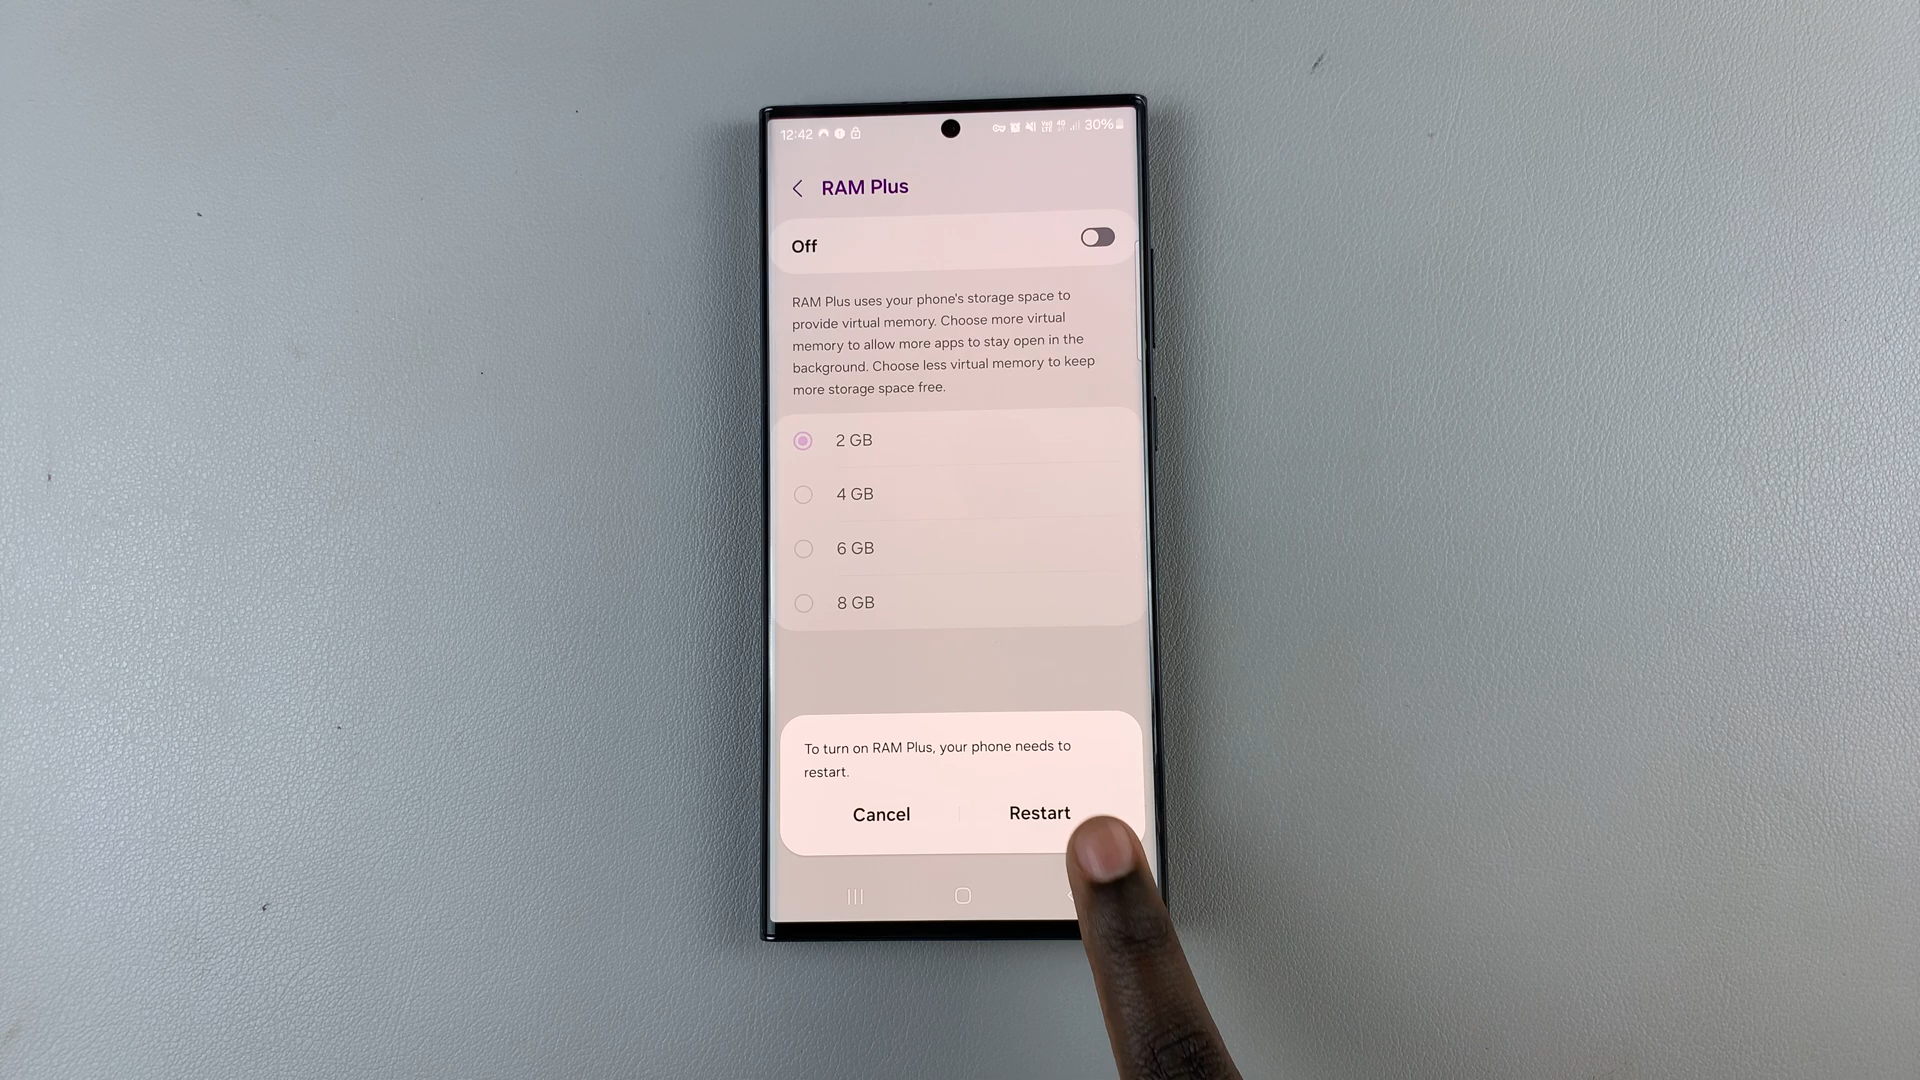 12:42 30%
RAM Plus
Off
RAM Plus uses your phone's storage space to
provide virtual memory. Choose more virtual
memory to allow more apps to stay open in the
background. Choose less virtual memory to keep
more storage space free.
2 GB
4 GB
6 GB
8 GB
To turn on RAM Plus, your phone needs to
restart.
Cancel Restart